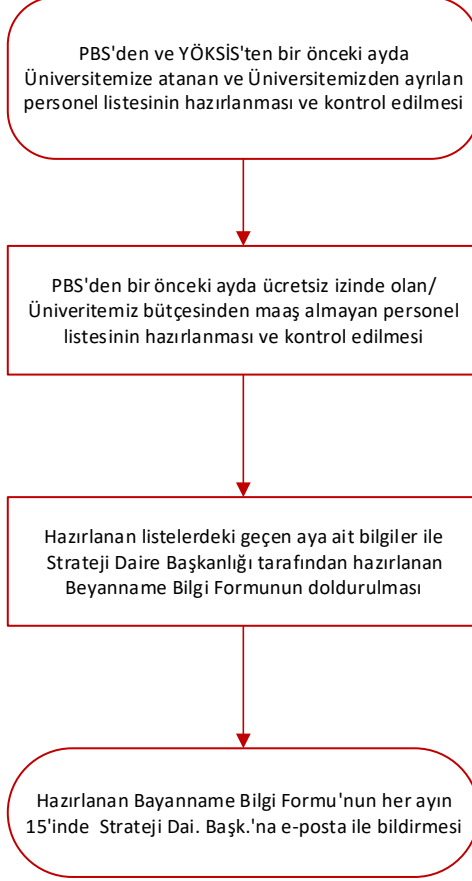 PBS'den ve YÖKSİS'ten bir önceki ayda
Üniversitemize atanan ve Üniversitemizden ayrılan
personel listesinin hazırlanması ve kontrol edilmesi
PBS'den bir önceki ayda ücretsiz izinde olan/
Üniveritemiz bütçesinden maaş almayan personel
listesinin hazırlanması ve kontrol edilmesi
Hazırlanan listelerdeki geçen aya ait bilgiler ile
Strateji Daire Başkanlığı tarafından hazırlanan
Beyanname Bilgi Formunun doldurulması
Hazırlanan Bayanname Bilgi Formu'nun her ayın
15'inde Strateji Dai. Başk.'na e-posta ile bildirmesi